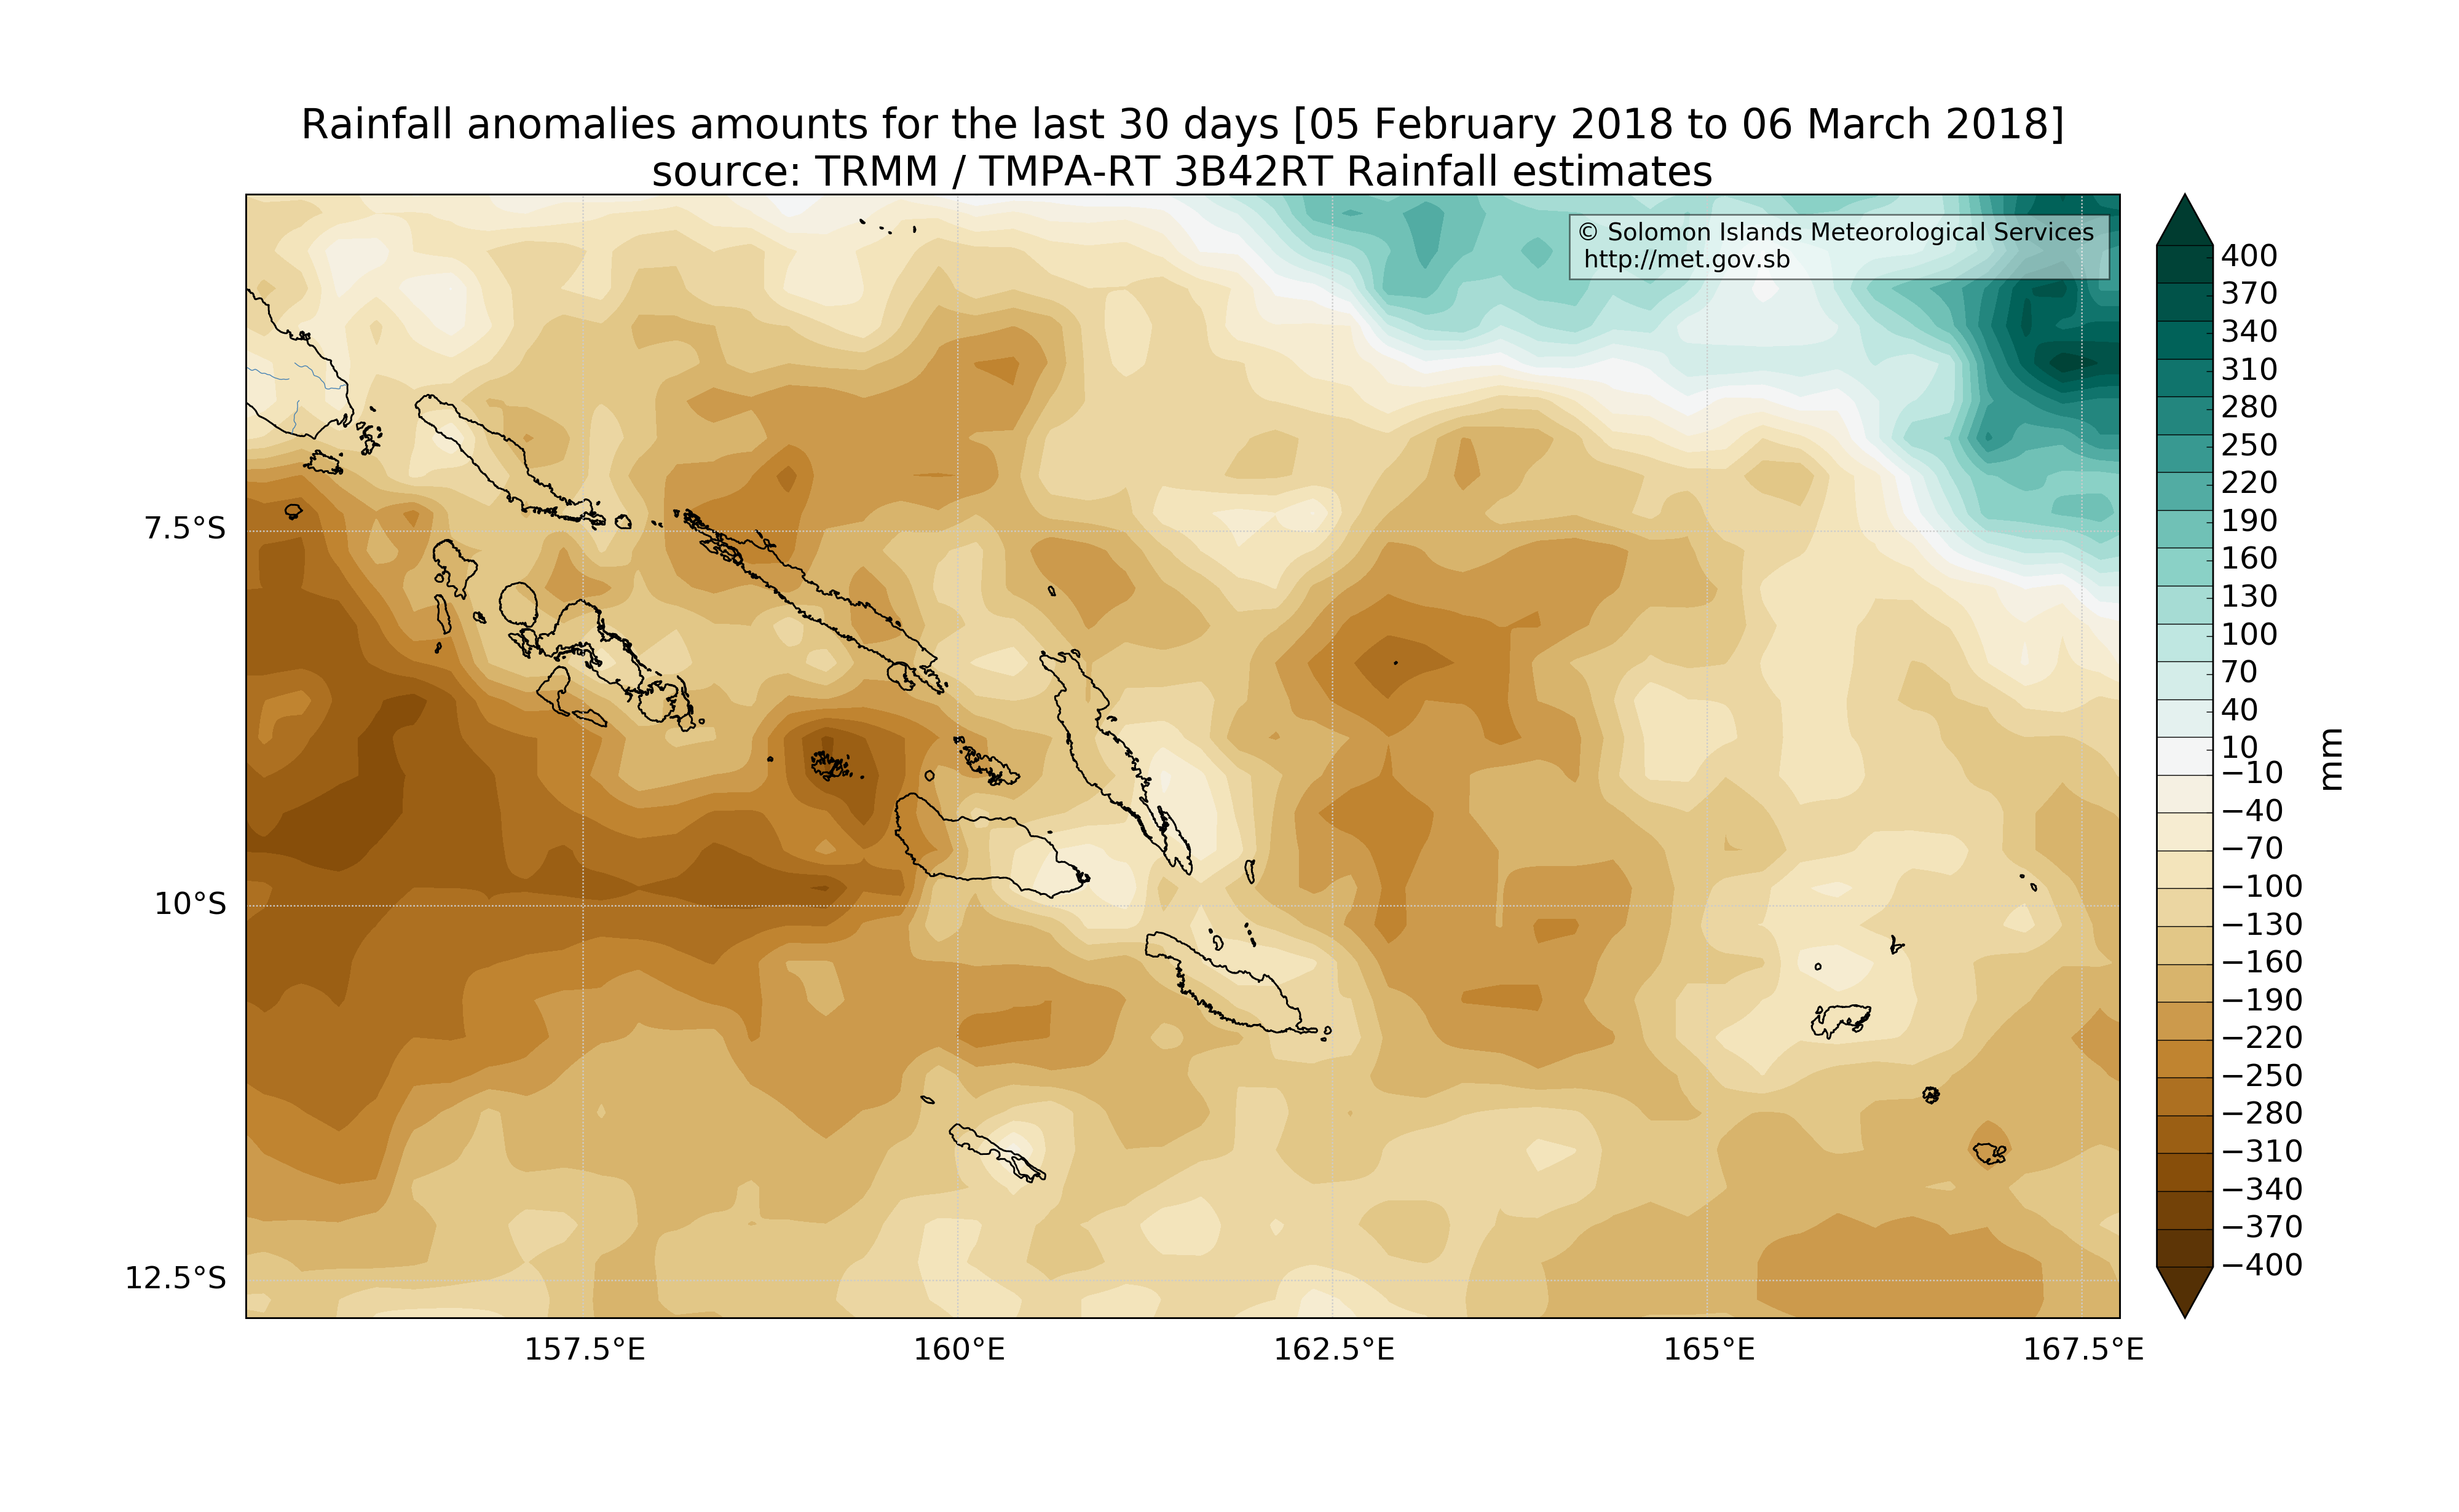 Rainfall anomalies amounts for the last 30 days [05 February 2018 to 06 March 2018]
source: TRMM / TMPA-RT 3B42RT Rainfall estimates
© Solomon Islands Meteorological Services
http://met.gov.sb
7.5°S
10°S
12.5°S
157.5°E
160°E
162.5°E
165°E
167.5°E
400
370
340
310
280
250
220
190
160
130
100
70
40
10
−10
−40
−70
−100
−130
−160
−190
−220
−250
−280
−310
−340
−370
−400
mm